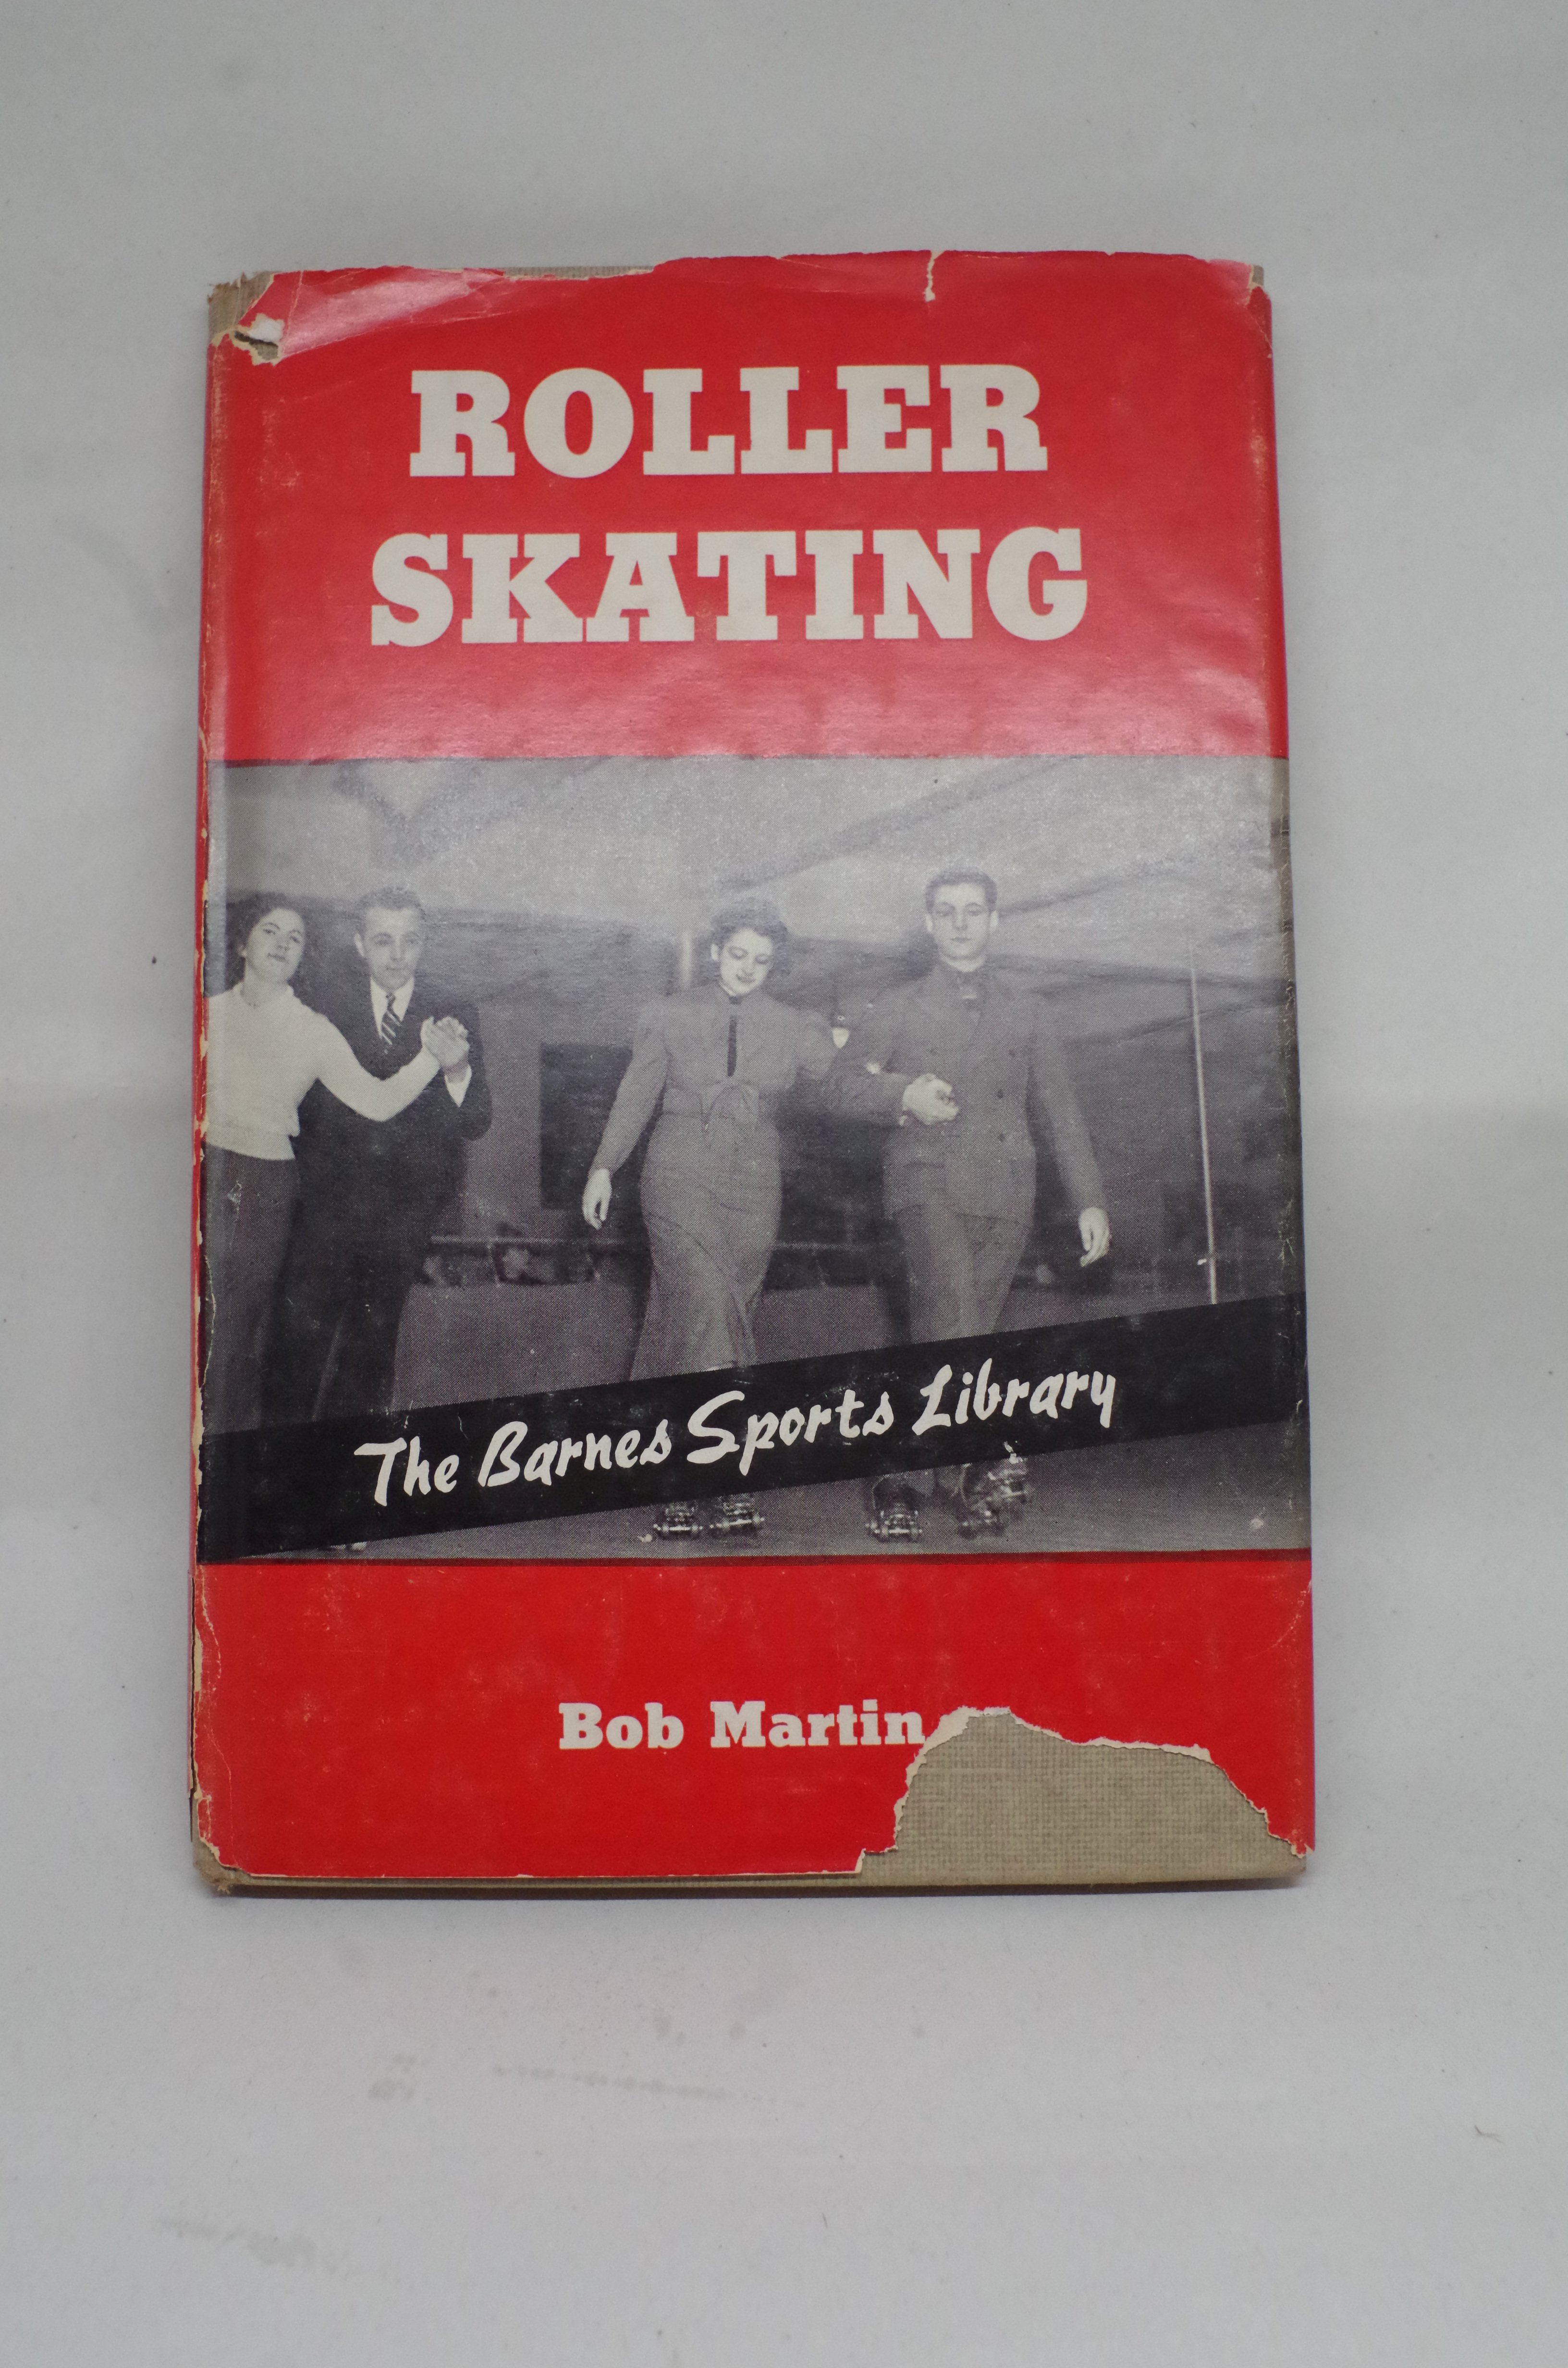 ROLLER
SKATING
The Barnes Sports Library
Bob Martin